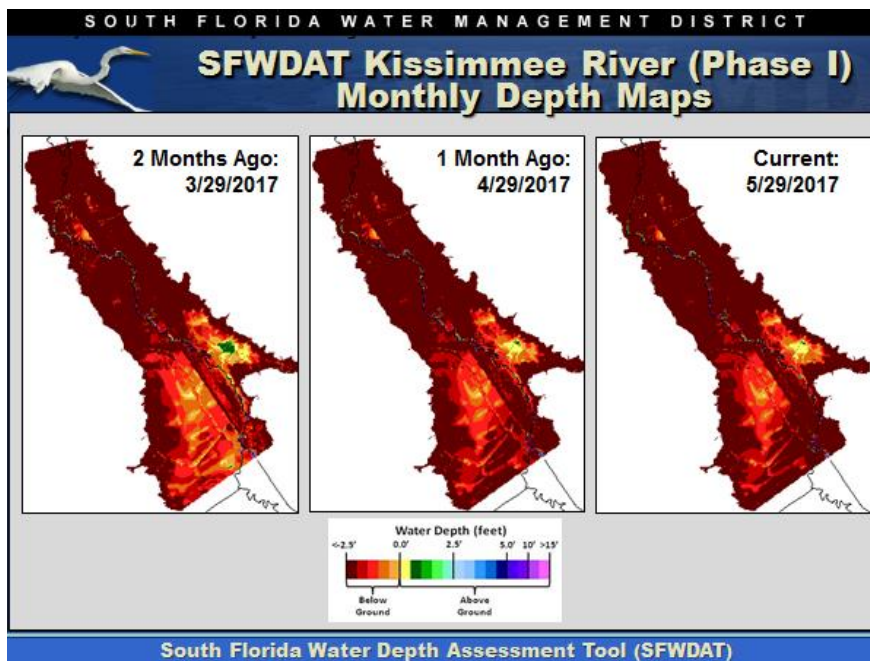 SOUTH FLORIDA WATER MANAGEMENT DISTRICT
SFWDAT Kissimmee River (Phase I)
Monthly Depth Maps
2 Months Ago:
3/29/2017
1 Month Ago:
4/29/2017
Current:
5/29/2017
Water Depth (feet)
<-2.5' 0.0' 2.5' 5.0' 10' >15'
Below
Ground
Above
Ground
South Florida Water Depth Assessment Tool (SFWDAT)